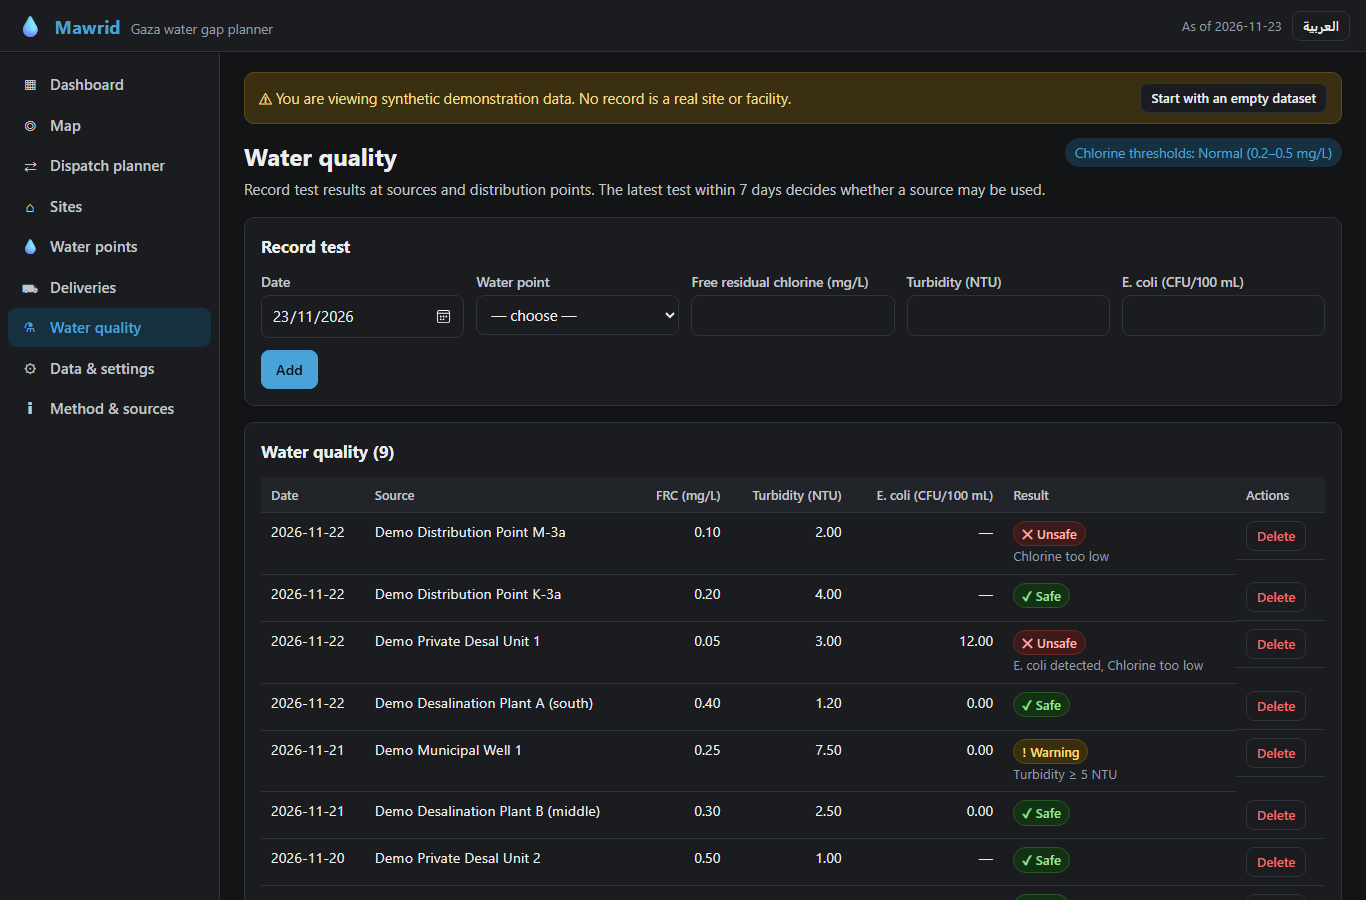 Mawrid Gaza water gap planner
As of 2026-11-23
العربية
Dashboard
Map
Dispatch planner
Sites
Water points
Deliveries
Water quality
Data & settings
Method & sources
⚠ You are viewing synthetic demonstration data. No record is a real site or facility.
Start with an empty dataset
Water quality
Chlorine thresholds: Normal (0.2–0.5 mg/L)
Record test results at sources and distribution points. The latest test within 7 days decides whether a source may be used.
Record test
Date Water point Free residual chlorine (mg/L) Turbidity (NTU) E. coli (CFU/100 mL)
23/11/2026 — choose —
Add
Water quality (9)
Date Source FRC (mg/L) Turbidity (NTU) E. coli (CFU/100 mL) Result Actions
2026-11-22 Demo Distribution Point M-3a 0.10 2.00 — ✕ Unsafe Delete
Chlorine too low
2026-11-22 Demo Distribution Point K-3a 0.20 4.00 — ✓ Safe Delete
2026-11-22 Demo Private Desal Unit 1 0.05 3.00 12.00 ✕ Unsafe Delete
E. coli detected, Chlorine too low
2026-11-22 Demo Desalination Plant A (south) 0.40 1.20 0.00 ✓ Safe Delete
2026-11-21 Demo Municipal Well 1 0.25 7.50 0.00 ! Warning Delete
Turbidity ≥ 5 NTU
2026-11-21 Demo Desalination Plant B (middle) 0.30 2.50 0.00 ✓ Safe Delete
2026-11-20 Demo Private Desal Unit 2 0.50 1.00 — ✓ Safe Delete